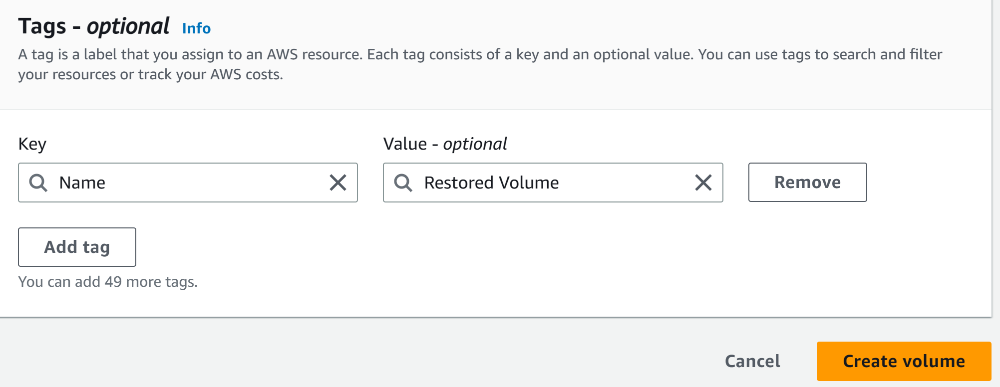 Tags - optional Info
A tag is a label that you assign to an AWS resource. Each tag consists of a key and an optional value. You can use tags to search and filter
your resources or track your AWS costs.
Key
Value - optional
Name
Restored Volume
Remove
Add tag
You can add 49 more tags.
Cancel
Create volume